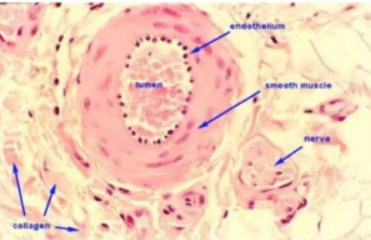 endothelium
lumen
smooth muscle
nerve
collagen